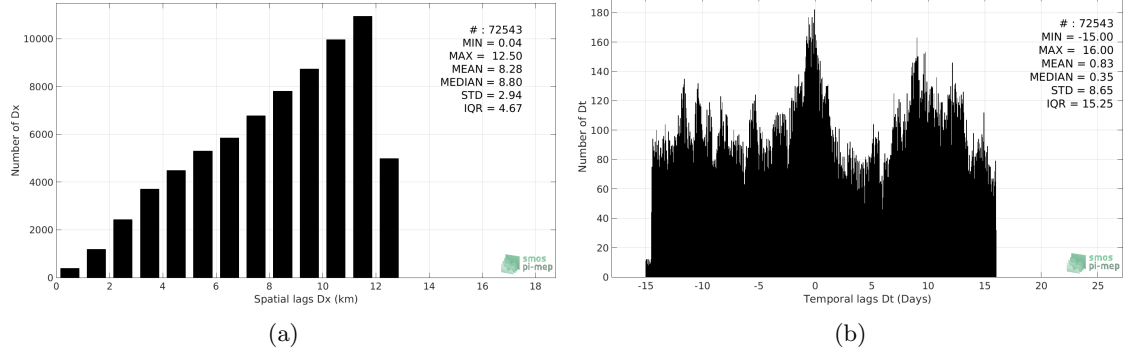 # : 72543
MIN = 0.04
MAX = 12.50
MEAN = 8.28
MEDIAN = 8.80
STD = 2.94
IQR = 4.67
Number of Dx
10000
8000
6000
4000
2000
0
0 2 4 6 8 10 12 14 16 18
Spatial lags Dx (km)
smos
pi-mep
(a)
# : 72543
MIN = -15.00
MAX = 16.00
MEAN = 0.83
MEDIAN = 0.35
STD = 8.65
IQR = 15.25
Number of Dt
180
160
140
120
100
80
60
40
20
0
-15 -10 -5 0 5 10 15 20 25
Temporal lags Dt (Days)
smos
pi-mep
(b)